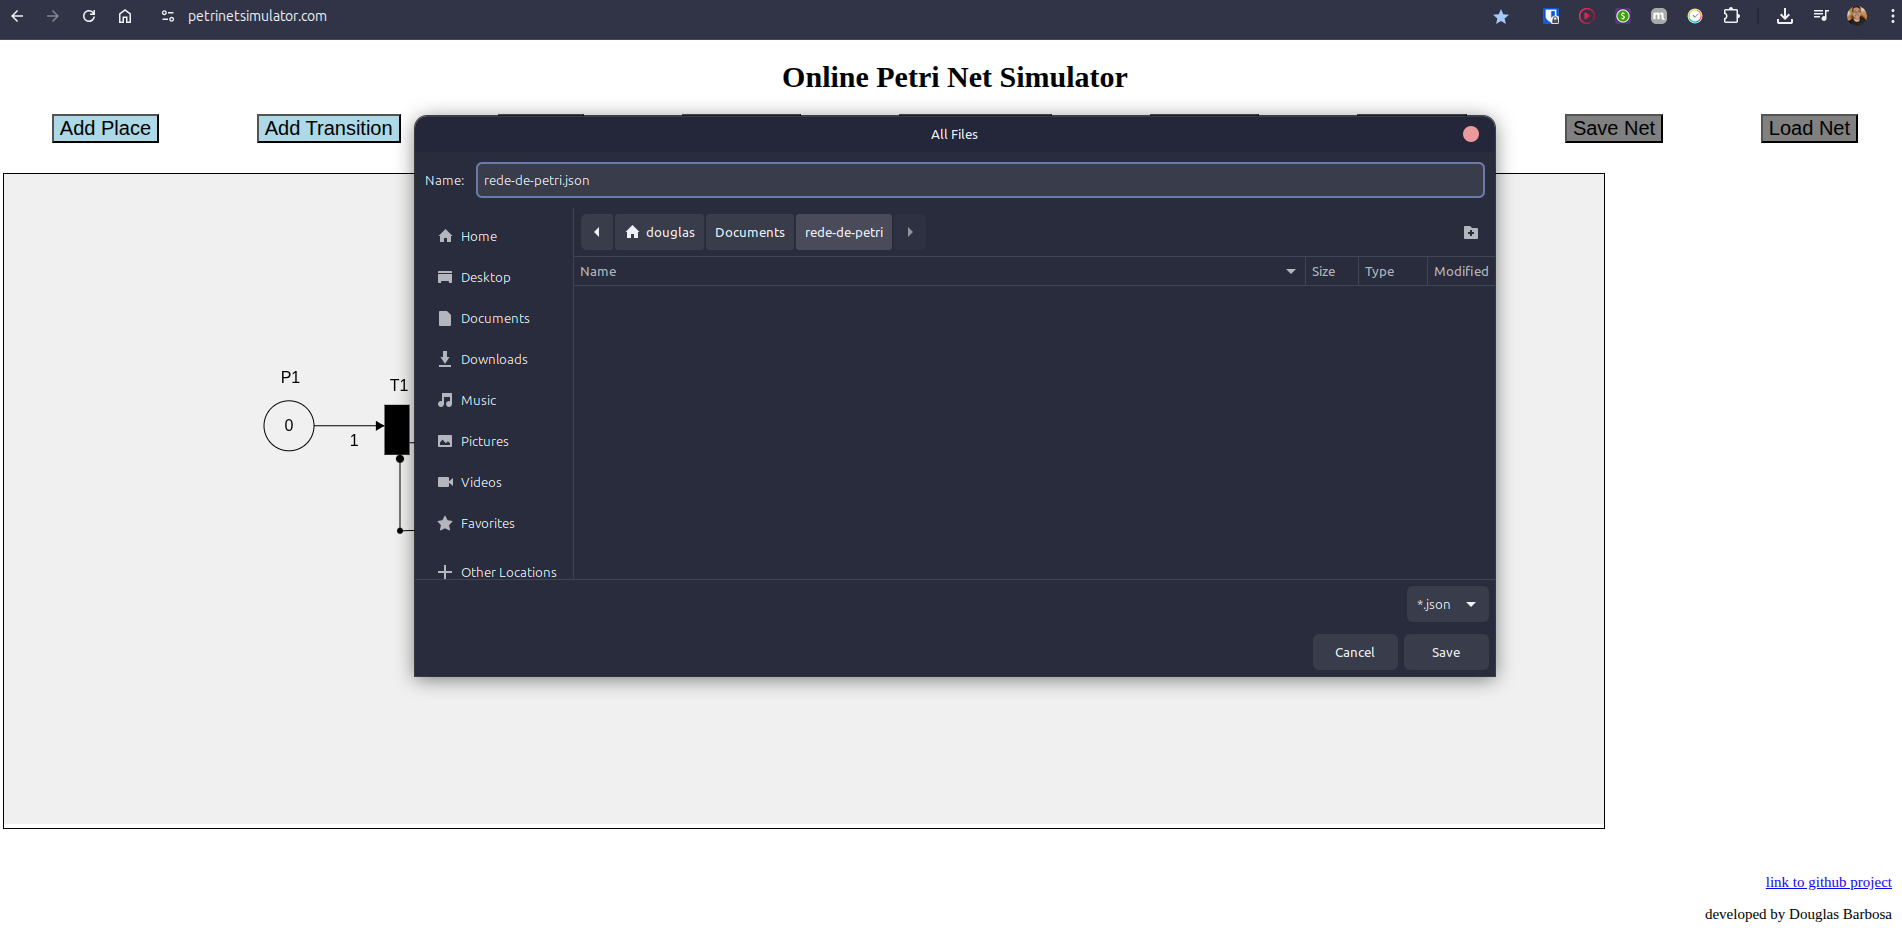 petrinetsimulator.com
Online Petri Net Simulator
Add Place
Add Transition
Save Net
Load Net
All Files
Name:
rede-de-petri.json
Home
Desktop
Documents
Downloads
Music
Pictures
Videos
Favorites
Other Locations
douglas
Documents
rede-de-petri
Name
Size
Type
Modified
*.json
Cancel
Save
P1
0
1
T1
link to github project
developed by Douglas Barbosa